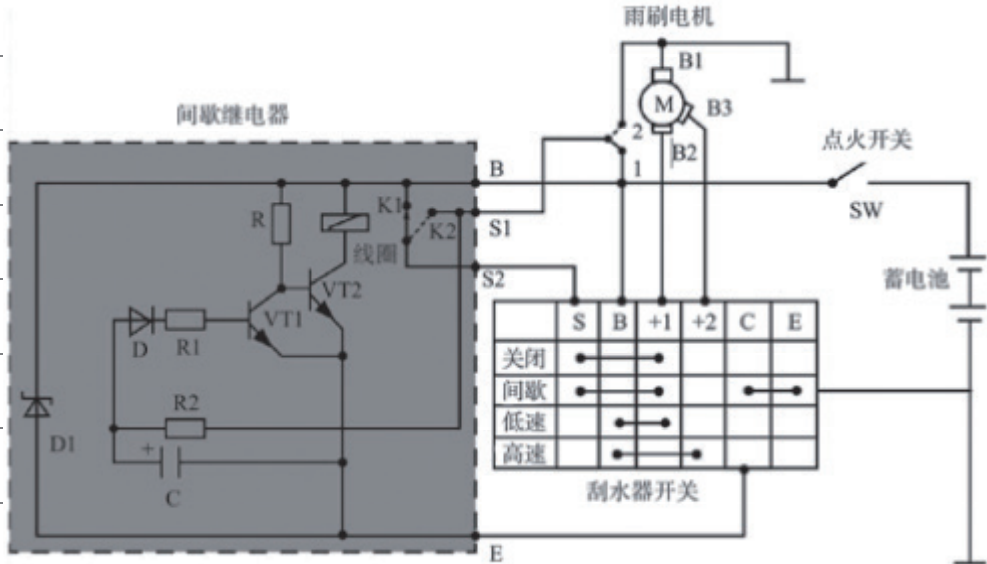 雨刷电机
B1
M
B3
间歇继电器
2
B2
点火开关
B
1
SW
K1
R
K2
S1
线圈
S2
蓄电池
VT2
VT1
D
R1
S B +1 +2 C E
关闭
间歇
R2
低速
D1
+
高速
C
刮水器开关
E